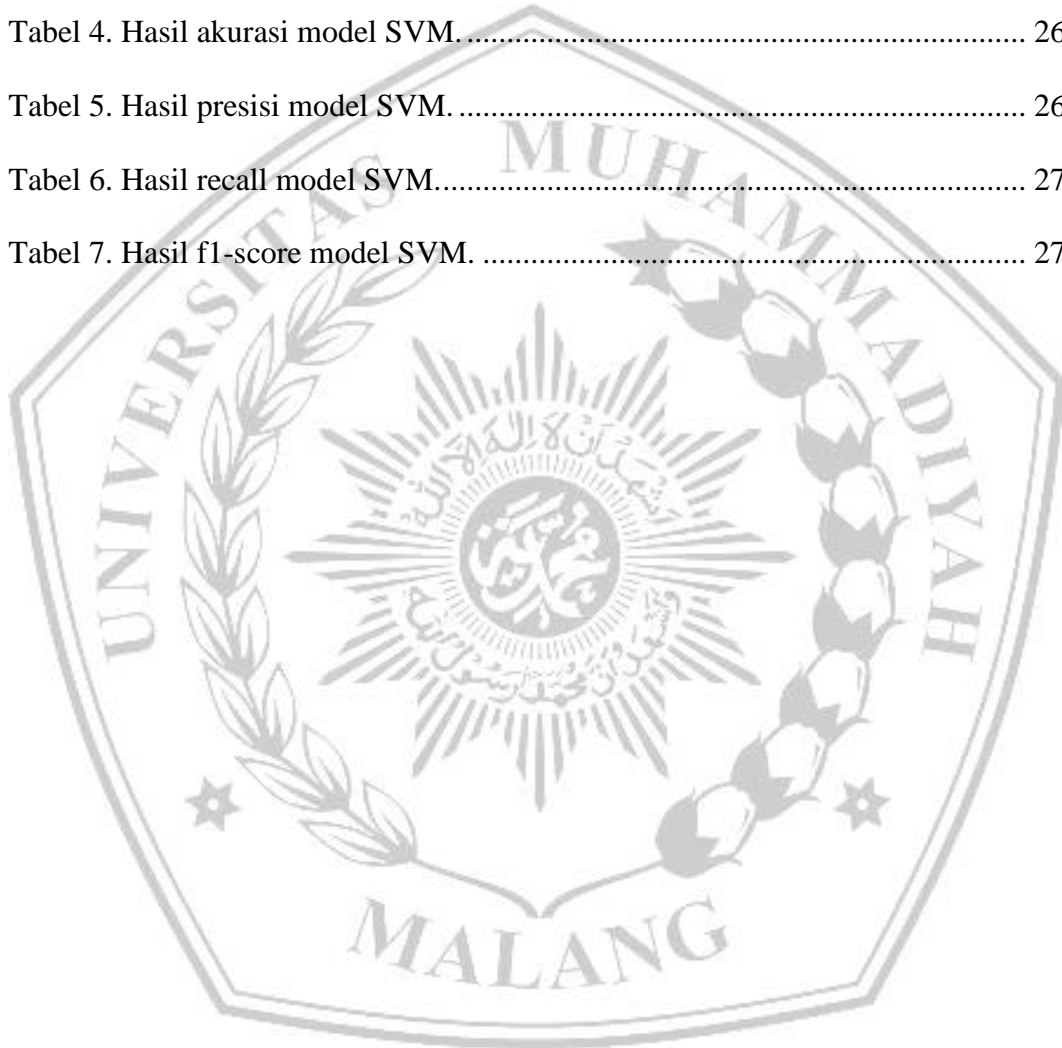 Tabel 4. Hasil akurasi model SVM. .......................................................................... 26
Tabel 5. Hasil presisi model SVM. .......................................................................... 26
Tabel 6. Hasil recall model SVM............................................................................. 27
Tabel 7. Hasil f1-score model SVM. ....................................................................... 27
UNIVERSITAS MUHAMMADIYAH
MALANG